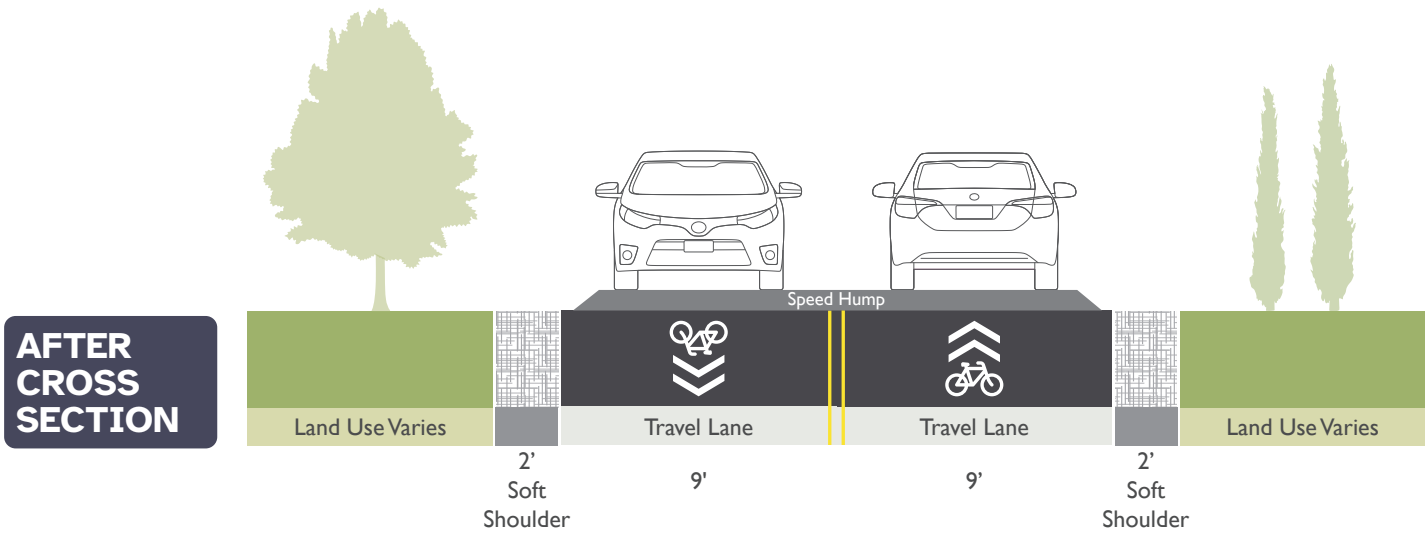 AFTER
CROSS
SECTION
Speed Hump
Land Use Varies
Travel Lane
Travel Lane
Land Use Varies
2’
Soft
Shoulder
9'
9’
2’
Soft
Shoulder